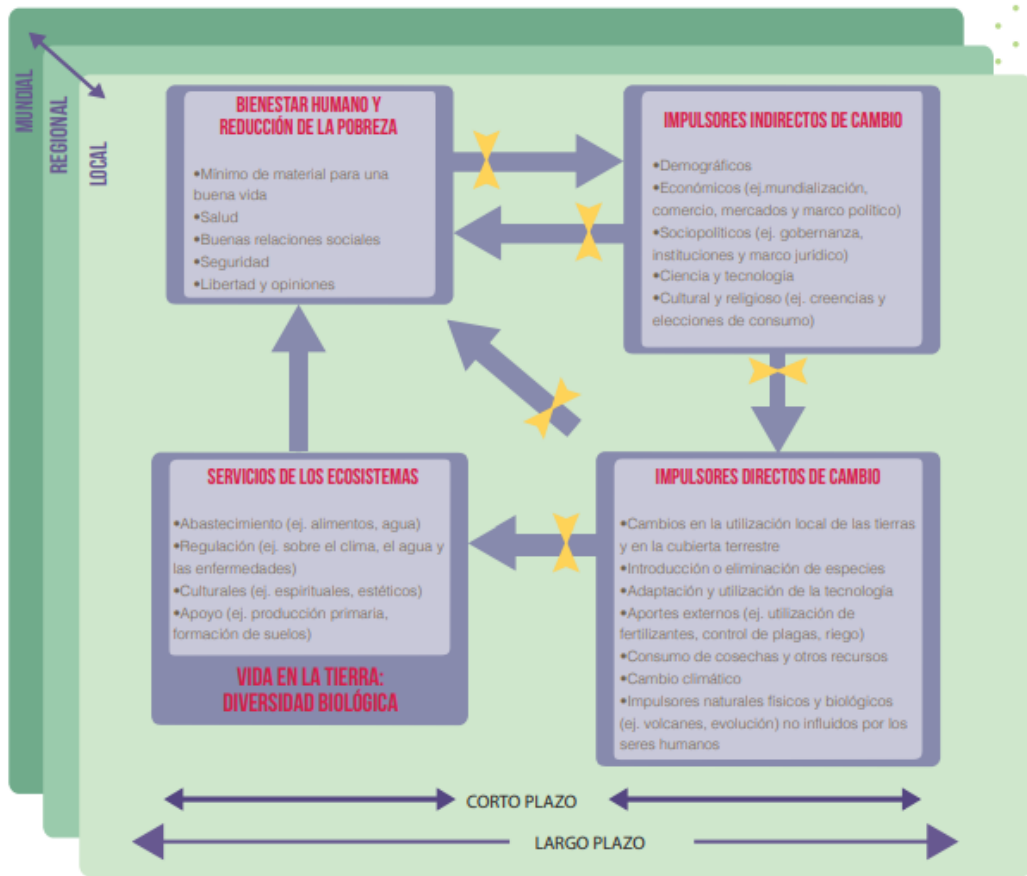 MUNDIAL
REGIONAL
LOCAL
BIENESTAR HUMANO Y
REDUCCIÓN DE LA POBREZA
•Mínimo de material para una
buena vida
•Salud
•Buenas relaciones sociales
•Seguridad
•Libertad y opiniones
IMPULSORES INDIRECTOS DE CAMBIO
•Demográficos
•Económicos (ej.mundialización,
comercio, mercados y marco político)
•Sociopolíticos (ej. gobernanza,
instituciones y marco jurídico)
•Ciencia y tecnología
•Cultural y religioso (ej. creencias y
elecciones de consumo)
SERVICIOS DE LOS ECOSISTEMAS
•Abastecimiento (ej. alimentos, agua)
•Regulación (ej. sobre el clima, el agua y
las enfermedades)
•Culturales (ej. espirituales, estéticos)
•Apoyo (ej. producción primaria,
formación de suelos)
VIDA EN LA TIERRA:
DIVERSIDAD BIOLÓGICA
IMPULSORES DIRECTOS DE CAMBIO
•Cambios en la utilización local de las tierras
y en la cubierta terrestre
•Introducción o eliminación de especies
•Adaptación y utilización de la tecnología
•Aportes externos (ej. utilización de
fertilizantes, control de plagas, riego)
•Consumo de cosechas y otros recursos
•Cambio climático
•Impulsores naturales físicos y biológicos
(ej. volcanes, evolución) no influidos por los
seres humanos
CORTO PLAZO
LARGO PLAZO